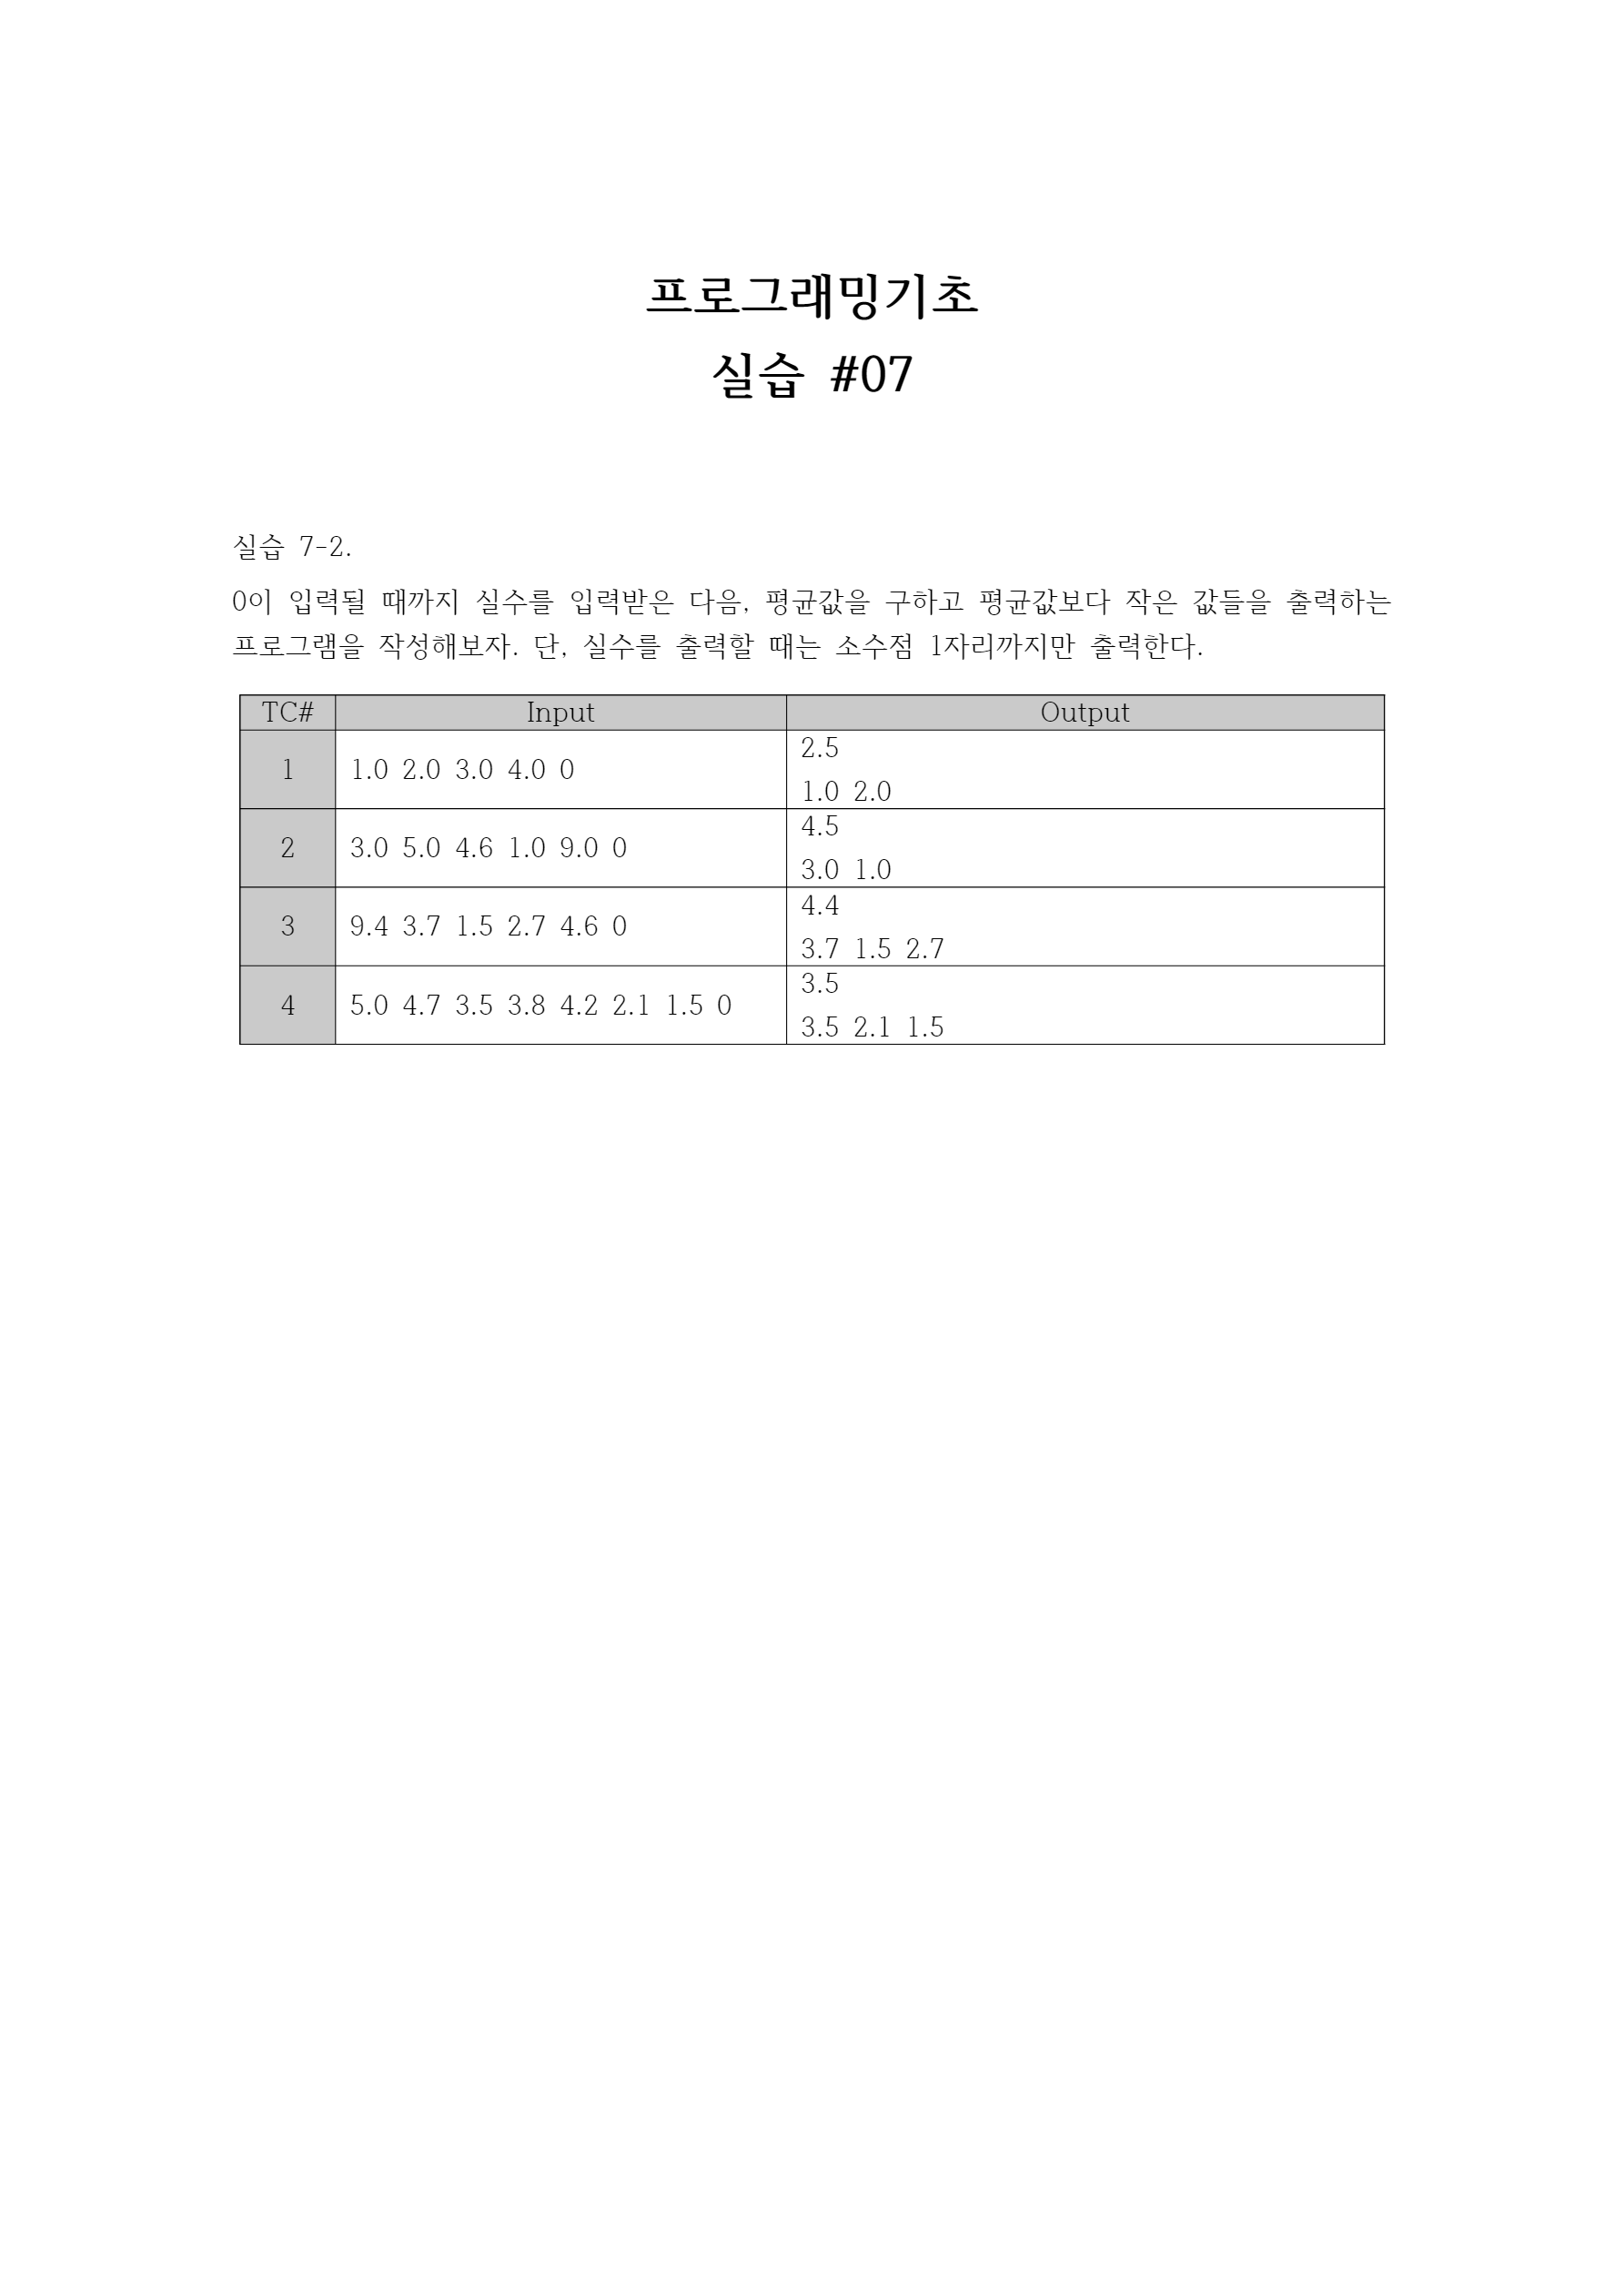 프로그래밍기초
실습 #07
실습 7-2.
0이 입력될 때까지 실수를 입력받은 다음, 평균값을 구하고 평균값보다 작은 값들을 출력하는
프로그램을 작성해보자. 단, 실수를 출력할 때는 소수점 1자리까지만 출력한다.
TC# Input Output
1 1.0 2.0 3.0 4.0 0 2.5
1.0 2.0
2 3.0 5.0 4.6 1.0 9.0 0 4.5
3.0 1.0
3 9.4 3.7 1.5 2.7 4.6 0 4.4
3.7 1.5 2.7
4 5.0 4.7 3.5 3.8 4.2 2.1 1.5 0 3.5
3.5 2.1 1.5